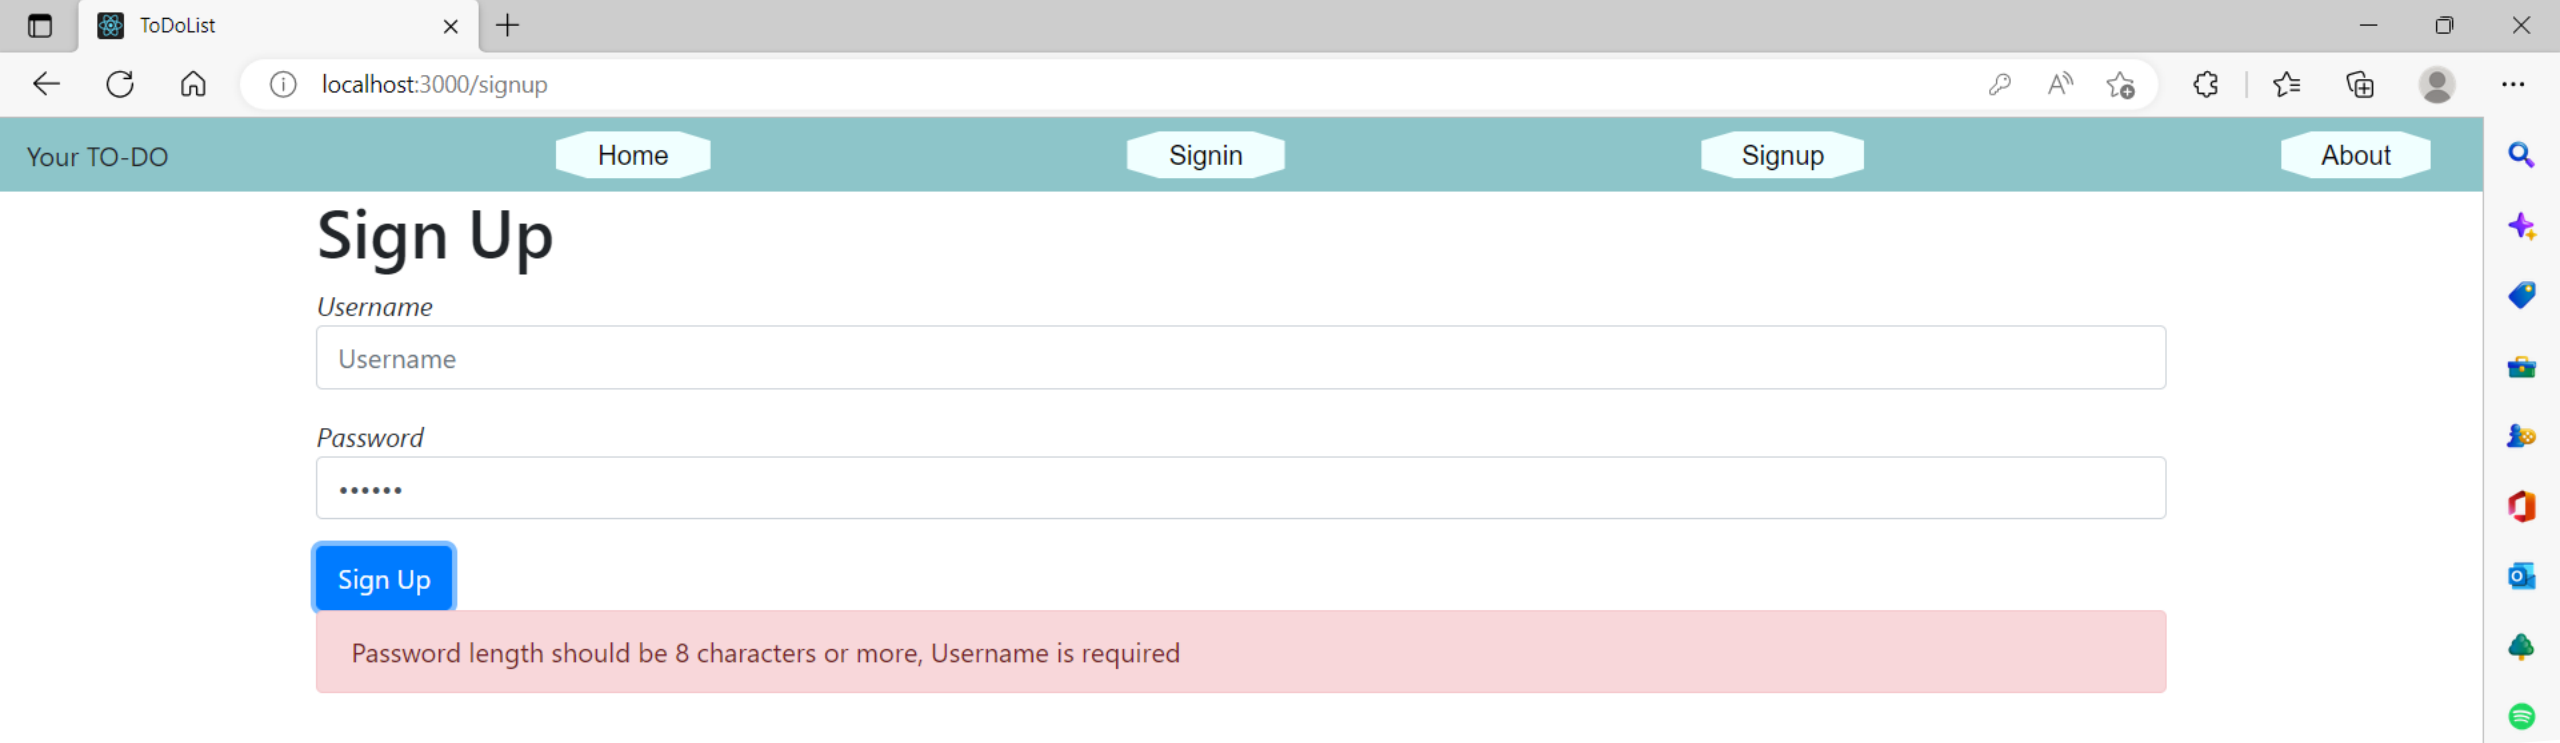 ToDoList
localhost:3000/signup
Your TO-DO Home Signin Signup About
Sign Up
Username
Username
Password
••••••
Sign Up
Password length should be 8 characters or more, Username is required